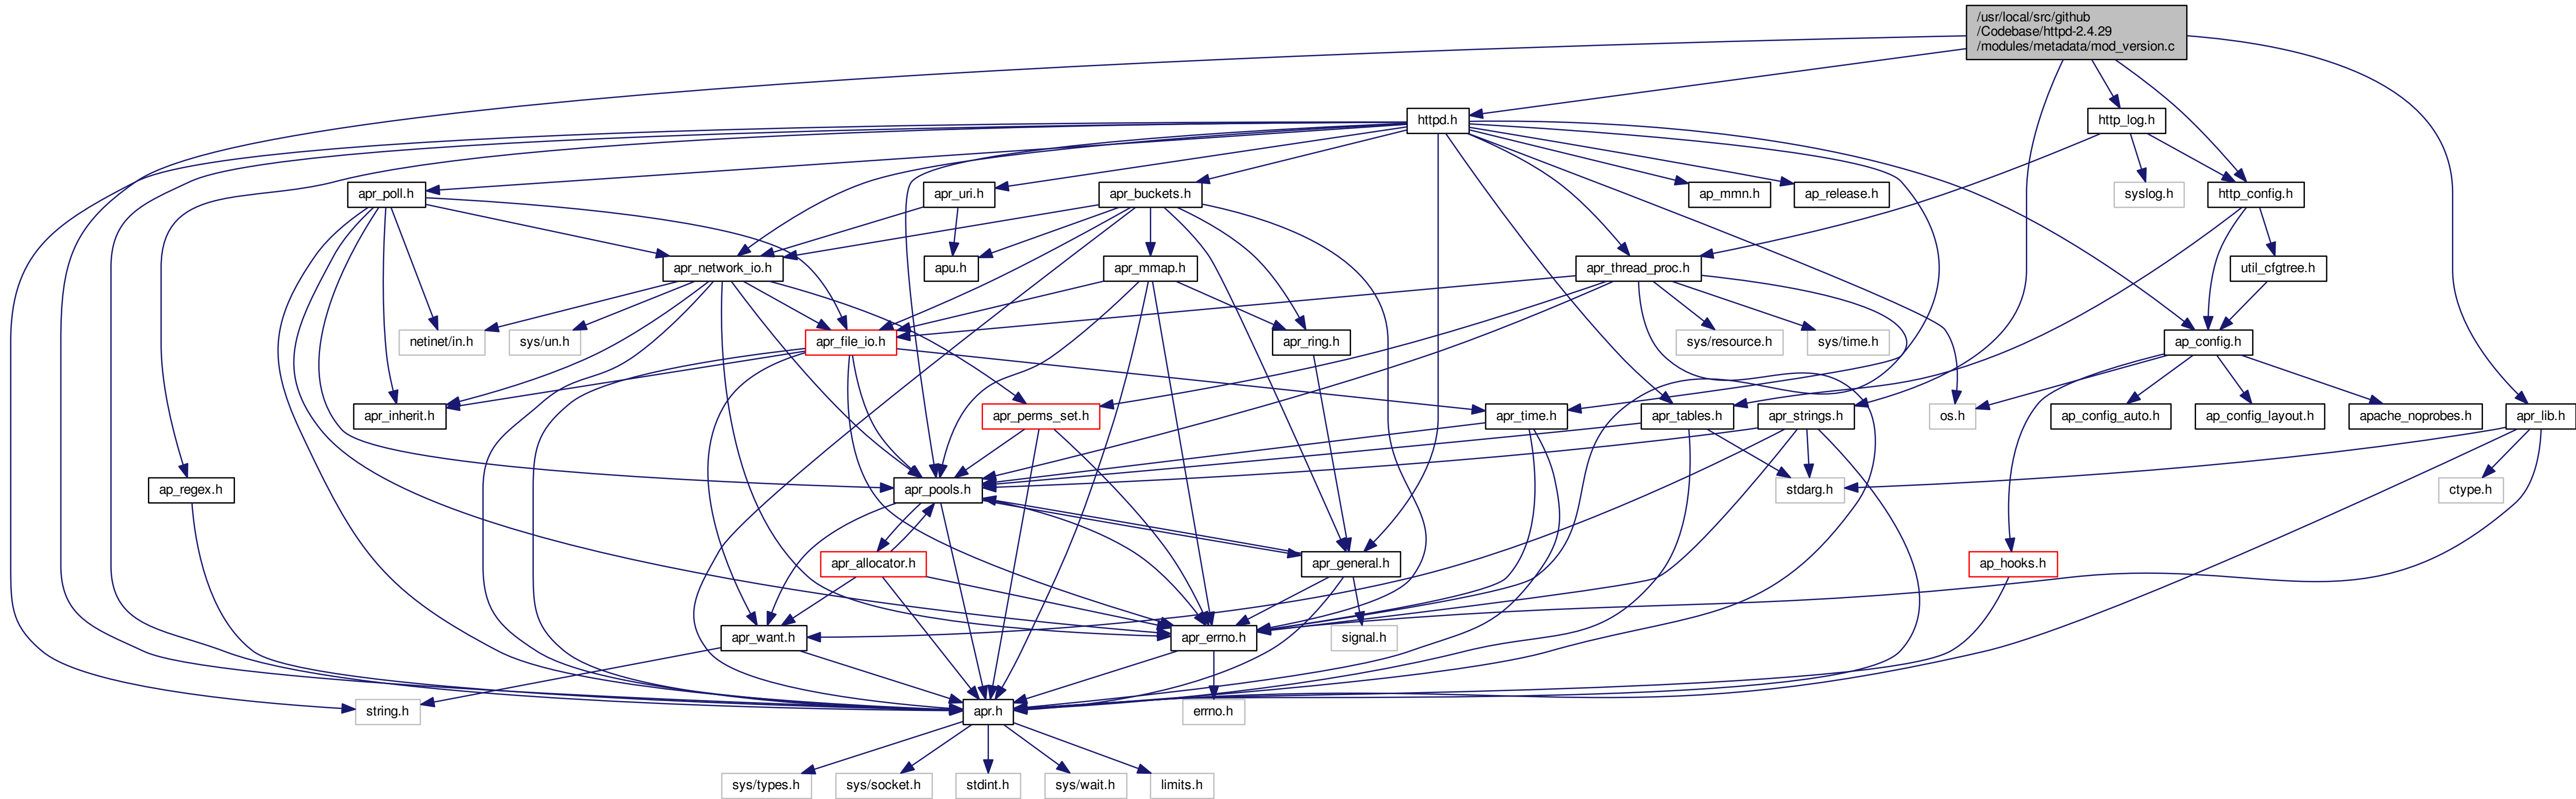 /usr/local/src/github
/Codebase/httpd-2.4.29
/modules/metadata/mod_version.c
httpd.h
http_log.h
apr_poll.h
apr_uri.h
apr_buckets.h
ap_mmn.h
ap_release.h
syslog.h
http_config.h
apr_network_io.h
apu.h
apr_mmap.h
apr_thread_proc.h
util_cfgtree.h
netinet/in.h
sys/un.h
apr_file_io.h
apr_ring.h
sys/resource.h
sys/time.h
ap_config.h
apr_inherit.h
apr_perms_set.h
apr_time.h
apr_tables.h
apr_strings.h
os.h
ap_config_auto.h
ap_config_layout.h
apache_noprobes.h
apr_lib.h
ap_regex.h
apr_pools.h
stdarg.h
ctype.h
apr_allocator.h
apr_general.h
ap_hooks.h
apr_want.h
apr_errno.h
signal.h
string.h
apr.h
errno.h
sys/types.h
sys/socket.h
stdint.h
sys/wait.h
limits.h